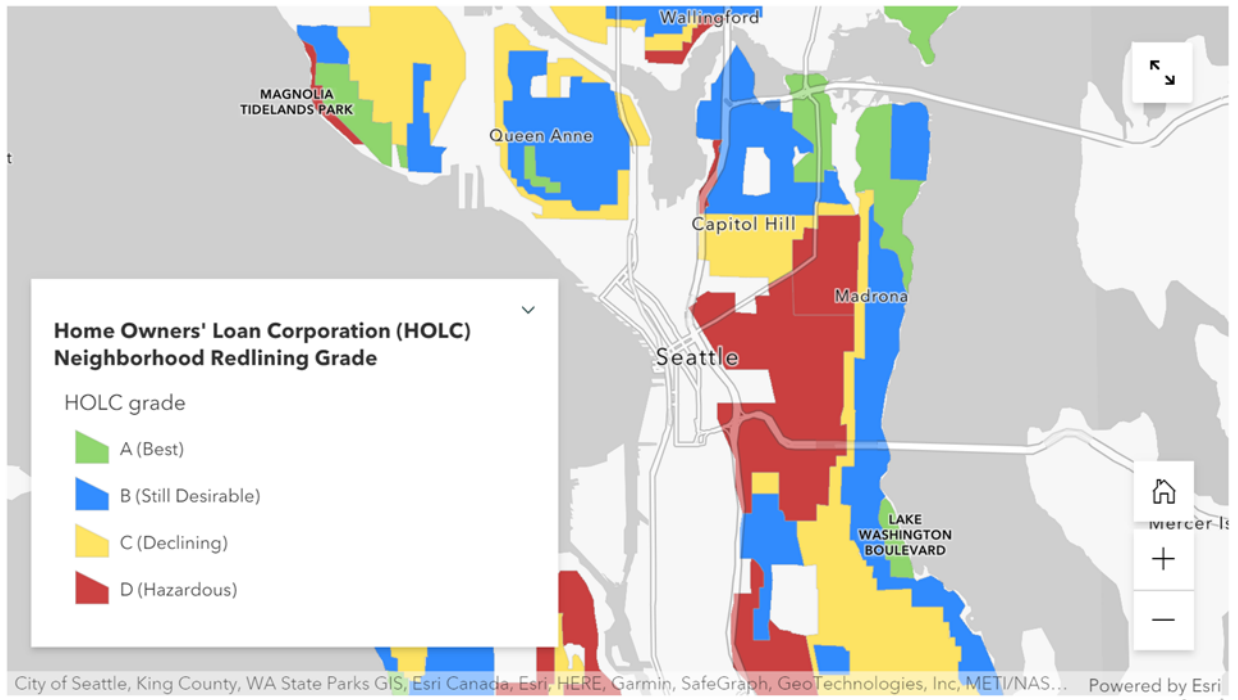 Wallingford
MAGNOLIA
TIDELANDS PARK
Queen Anne
t
Capitol Hill
Madrona
Seattle
Home Owners' Loan Corporation (HOLC)
Neighborhood Redlining Grade
HOLC grade
A (Best)
B (Still Desirable)
C (Declining)
D (Hazardous)
LAKE
WASHINGTON
BOULEVARD
Mercer Is
City of Seattle, King County, WA State Parks GIS, Esri Canada, Esri, HERE, Garmin, SafeGraph, GeoTechnologies, Inc, METI/NAS…
Powered by Esri